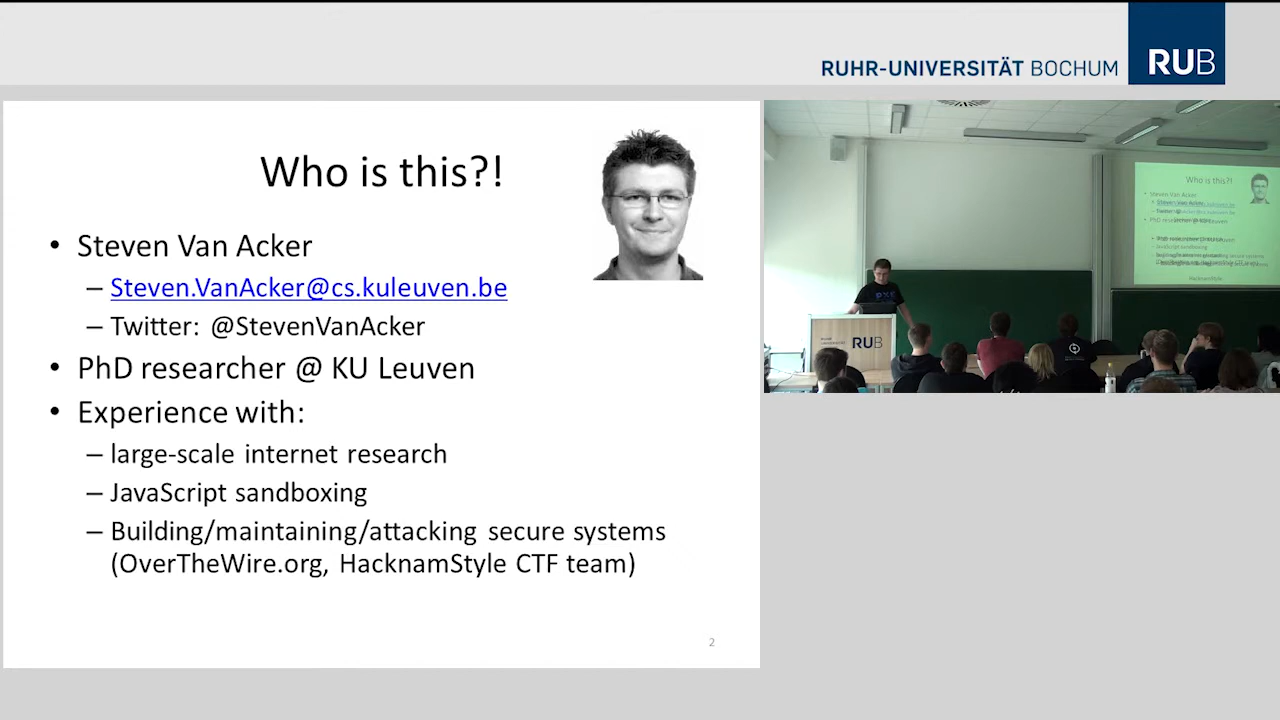 RUHR-UNIVERSITÄT BOCHUM RUB
Who is this?!
• Steven Van Acker
– Steven.VanAcker@cs.kuleuven.be
– Twitter: @StevenVanAcker
• PhD researcher @ KU Leuven
• Experience with:
– large-scale internet research
– JavaScript sandboxing
– Building/maintaining/attacking secure systems
(OverTheWire.org, HacknamStyle CTF team)
2
Who is this?!
RUB